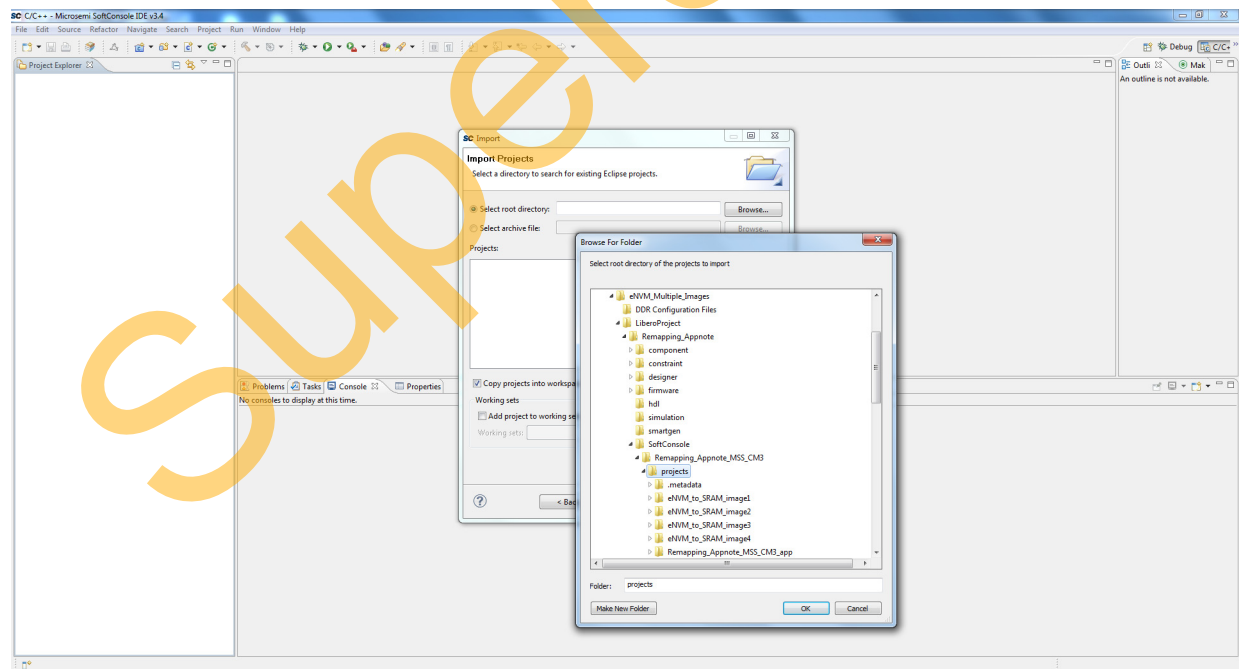 SC C/C++ - Microsemi SoftConsole IDE v3.4
File Edit Source Refactor Navigate Search Project Run Window Help
Debug C/C+ »
Project Explorer
Outli Mak
An outline is not available.
SC Import
Import Projects
Select a directory to search for existing Eclipse projects.
Select root directory: Browse...
Select archive file: Browse...
Projects:
Browse For Folder
Select root directory of the projects to import
eNVM_Multiple_Images
DDR Configuration Files
LiberoProject
Remapping_Appnote
component
constraint
designer
firmware
hdl
simulation
smartgen
SoftConsole
Remapping_Appnote_MSS_CM3
projects
.metadata
eNVM_to_SRAM_image1
eNVM_to_SRAM_image2
eNVM_to_SRAM_image3
eNVM_to_SRAM_image4
Remapping_Appnote_MSS_CM3_app
Folder: projects
Make New Folder OK Cancel
Copy projects into workspa
Working sets
Add project to working se
Working sets:
? < Bac
Problems Tasks Console Properties
No consoles to display at this time.
Super